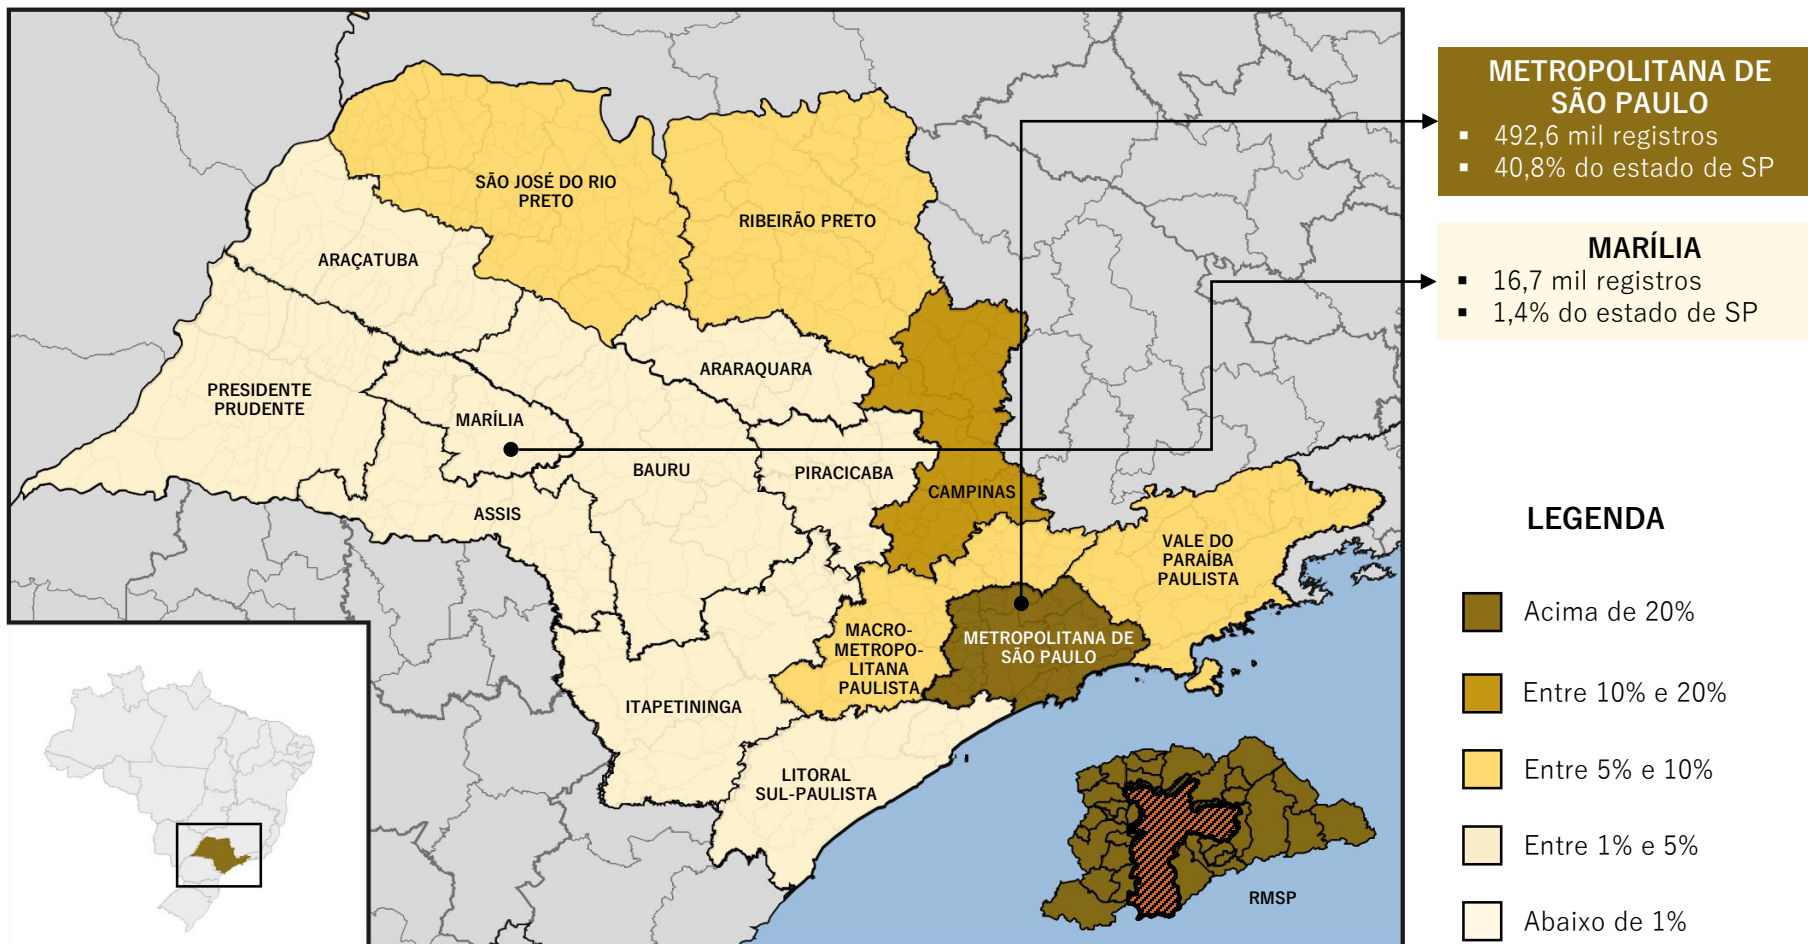 SÃO JOSÉ DO RIO
PRETO
RIBEIRÃO PRETO
ARAÇATUBA
ARARAQUARA
PRESIDENTE
PRUDENTE
MARÍLIA
BAURU
PIRACICABA
CAMPINAS
ASSIS
VALE DO
PARAÍBA
PAULISTA
MACRO-
METROPO-
LITANA
PAULISTA
METROPOLITANA DE
SÃO PAULO
ITAPETININGA
LITORAL
SUL-PAULISTA
RMSP
METROPOLITANA DE
SÃO PAULO
▪ 492,6 mil registros
▪ 40,8% do estado de SP
MARÍLIA
▪ 16,7 mil registros
▪ 1,4% do estado de SP
LEGENDA
Acima de 20%
Entre 10% e 20%
Entre 5% e 10%
Entre 1% e 5%
Abaixo de 1%